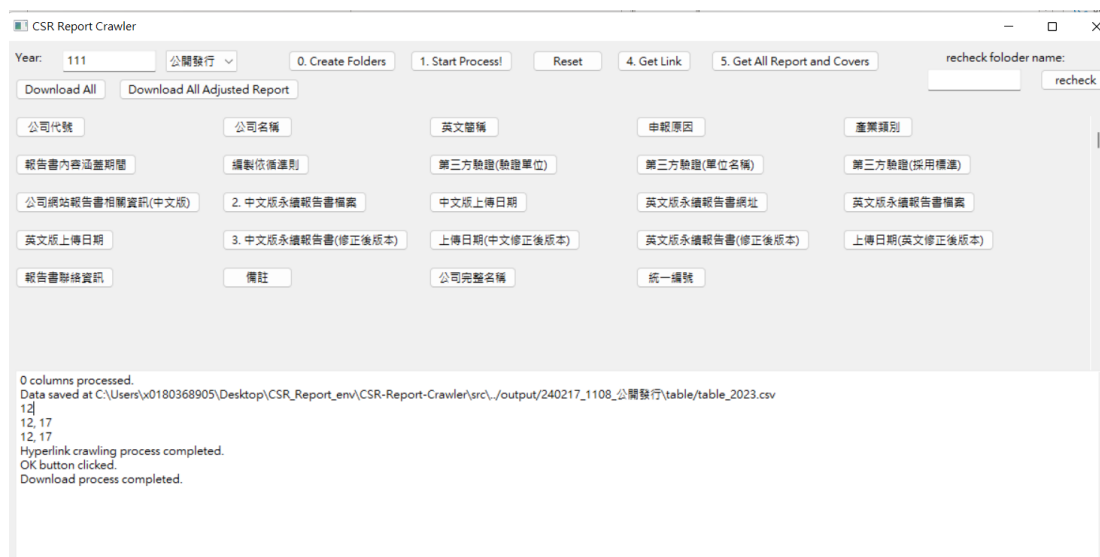 CSR Report Crawler
Year: 111 公開發行 0. Create Folders 1. Start Process! Reset 4. Get Link 5. Get All Report and Covers recheck foloder name:
Download All Download All Adjusted Report recheck
公司代號 公司名稱 英文簡稱 申報原因 產業類別
報告書內容涵蓋期間 編製依循準則 第三方驗證(驗證單位) 第三方驗證(單位名稱) 第三方驗證(採用標準)
公司網站報告書相關資訊(中文版) 2. 中文版永續報告書檔案 中文版上傳日期 英文版永續報告書網址 英文版永續報告書檔案
英文版上傳日期 3. 中文版永續報告書(修正後版本) 上傳日期(中文修正後版本) 英文版永續報告書(修正後版本) 上傳日期(英文修正後版本)
報告書聯絡資訊 備註 公司完整名稱 統一編號
0 columns processed.
Data saved at C:\Users\x0180368905\Desktop\CSR_Report_env\CSR-Report-Crawler\src\../output/240217_1108_公開發行\table/table_2023.csv
12
12, 17
12, 17
Hyperlink crawling process completed.
OK button clicked.
Download process completed.